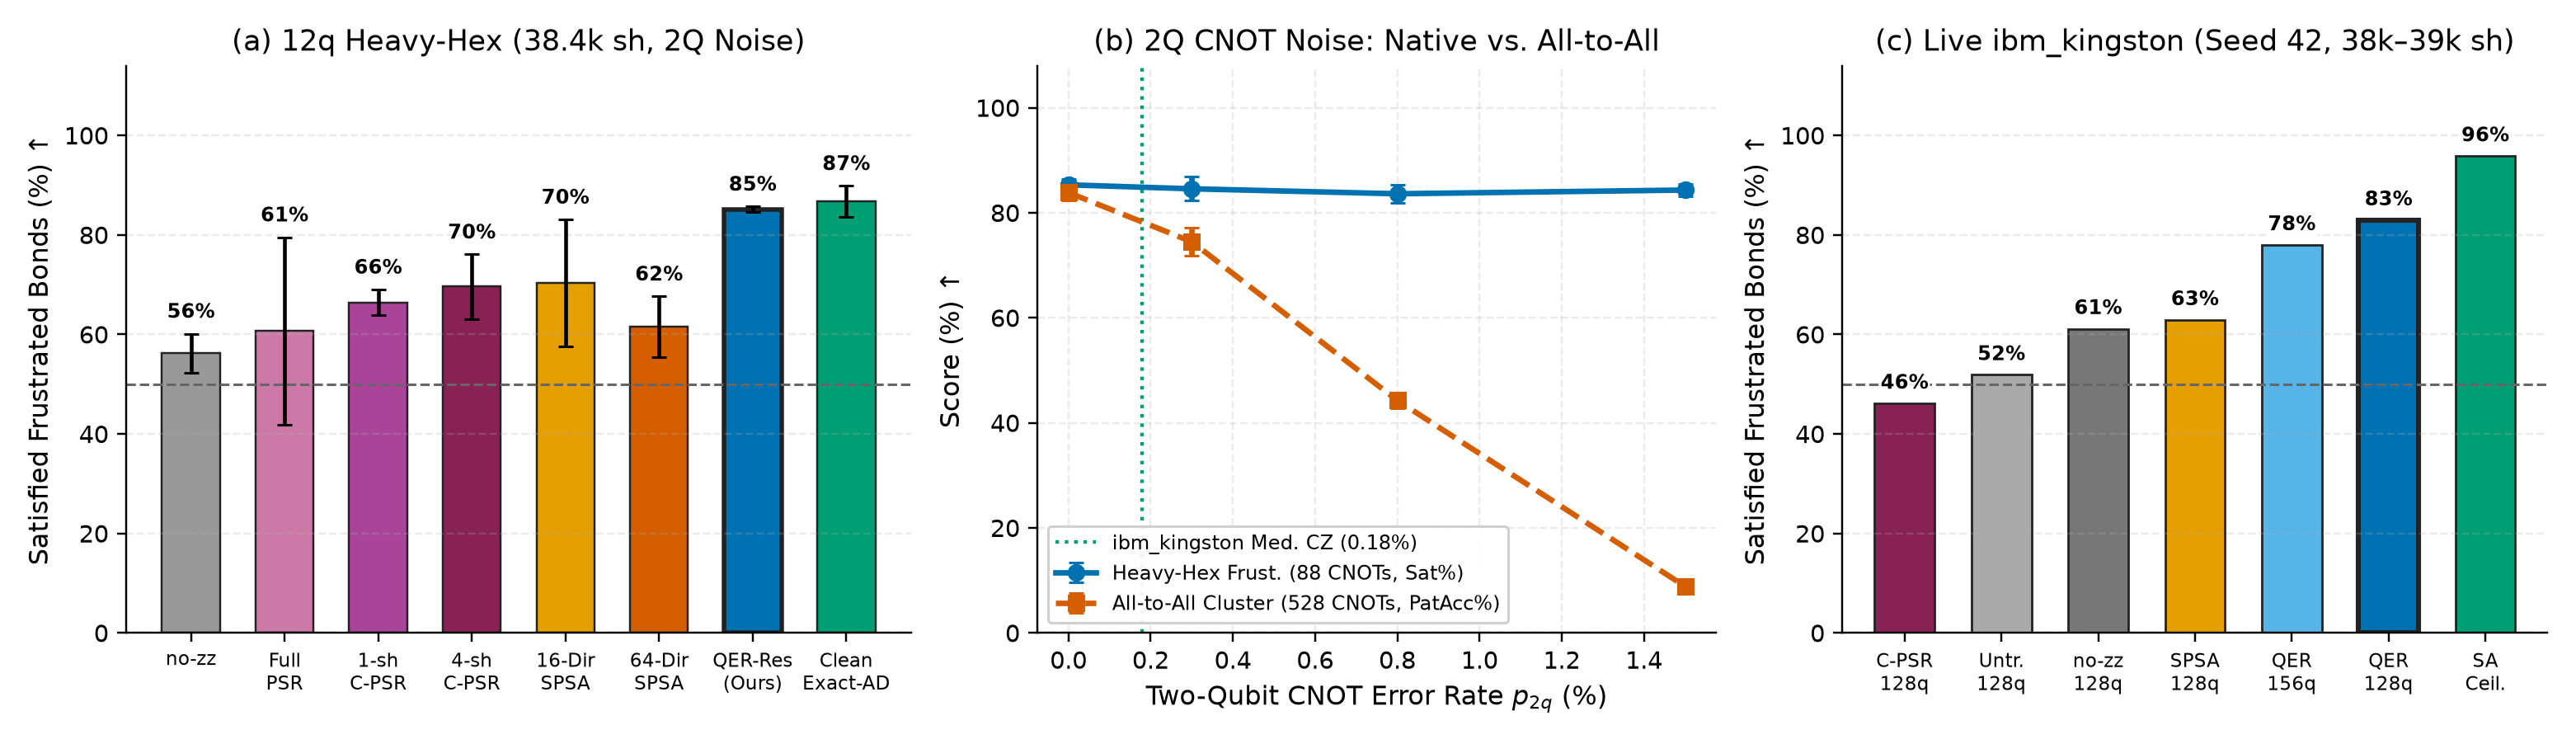 (a) 12q Heavy-Hex (38.4k sh, 2Q Noise)
Satisfied Frustrated Bonds (%) ↑
100
80
60
40
20
0
56%
61%
66%
70%
70%
62%
85%
87%
no-zz
Full
PSR
1-sh
C-PSR
4-sh
C-PSR
16-Dir
SPSA
64-Dir
SPSA
QER-Res
(Ours)
Clean
Exact-AD
(b) 2Q CNOT Noise: Native vs. All-to-All
Score (%) ↑
100
80
60
40
20
0
ibm_kingston Med. CZ (0.18%)
Heavy-Hex Frust. (88 CNOTs, Sat%)
All-to-All Cluster (528 CNOTs, PatAcc%)
0.0 0.2 0.4 0.6 0.8 1.0 1.2 1.4
Two-Qubit CNOT Error Rate p2q (%)
(c) Live ibm_kingston (Seed 42, 38k–39k sh)
Satisfied Frustrated Bonds (%) ↑
100
80
60
40
20
0
46%
52%
61%
63%
78%
83%
96%
C-PSR
128q
Untr.
128q
no-zz
128q
SPSA
128q
QER
156q
QER
128q
SA
Ceil.